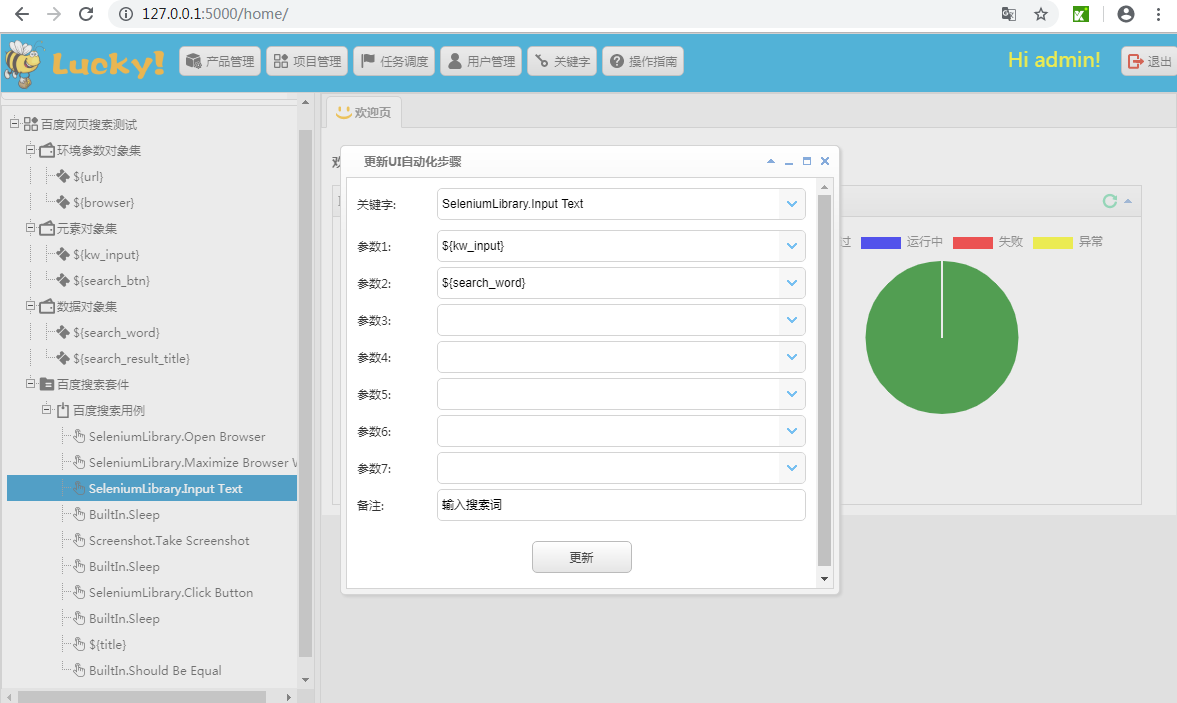 127.0.0.1:5000/home/
Lucky!
产品管理
项目管理
任务调度
用户管理
关键字
操作指南
Hi admin!
退出
百度网页搜索测试
环境参数对象集
${url}
${browser}
元素对象集
${kw_input}
${search_btn}
数据对象集
${search_word}
${search_result_title}
百度搜索套件
百度搜索用例
SeleniumLibrary.Open Browser
SeleniumLibrary.Maximize Browser
SeleniumLibrary.Input Text
BuiltIn.Sleep
Screenshot.Take Screenshot
BuiltIn.Sleep
SeleniumLibrary.Click Button
BuiltIn.Sleep
${title}
BuiltIn.Should Be Equal
欢迎页
更新UI自动化步骤
关键字: SeleniumLibrary.Input Text
参数1: ${kw_input}
参数2: ${search_word}
参数3:
参数4:
参数5:
参数6:
参数7:
备注: 输入搜索词
更新
过 运行中 失败 异常